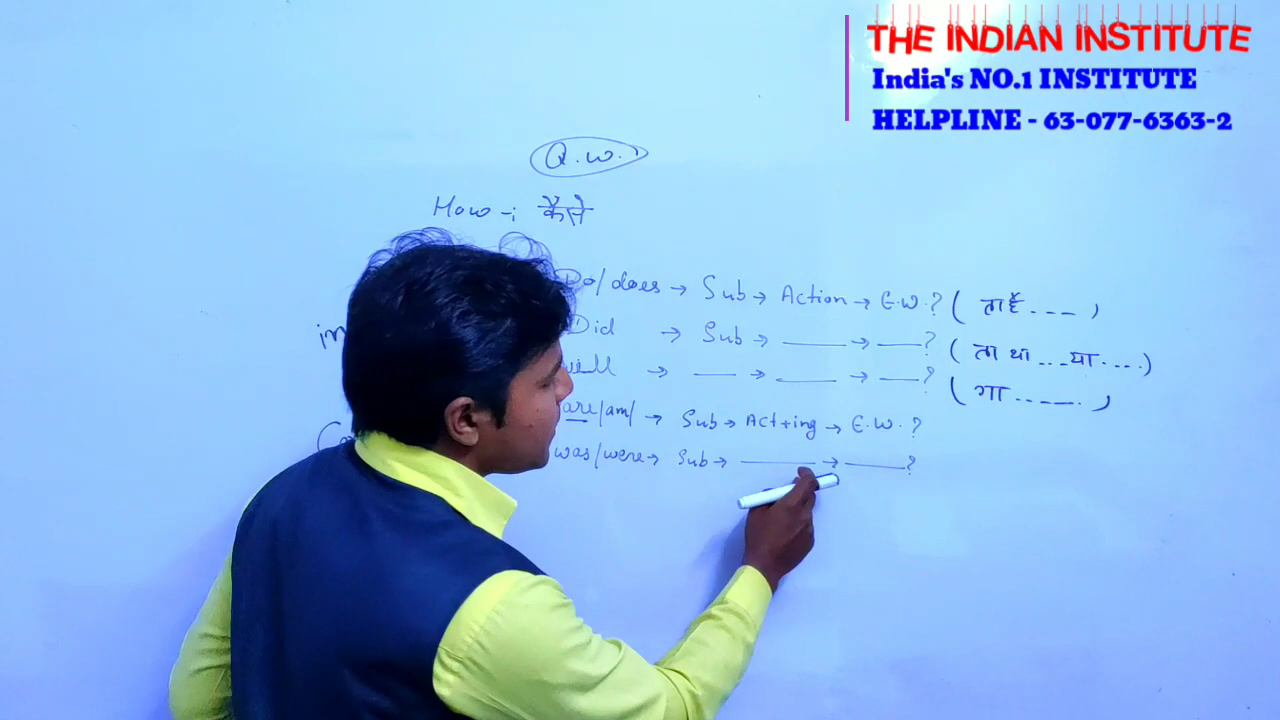 THE INDIAN INSTITUTE
India's NO.1 INSTITUTE
HELPLINE - 63-077-6363-2
Q.W.
How -: कैसे
Do/does → Sub → Action → E.W.? ( ता हैं ---- )
Did → Sub → ____ → ____? ( ता था ... या .... )
will → ____ → ____ → ____? ( गा ------ )
are/am/ → Sub → Act+ing → E.W.?
was/were → Sub → ____ → ____?